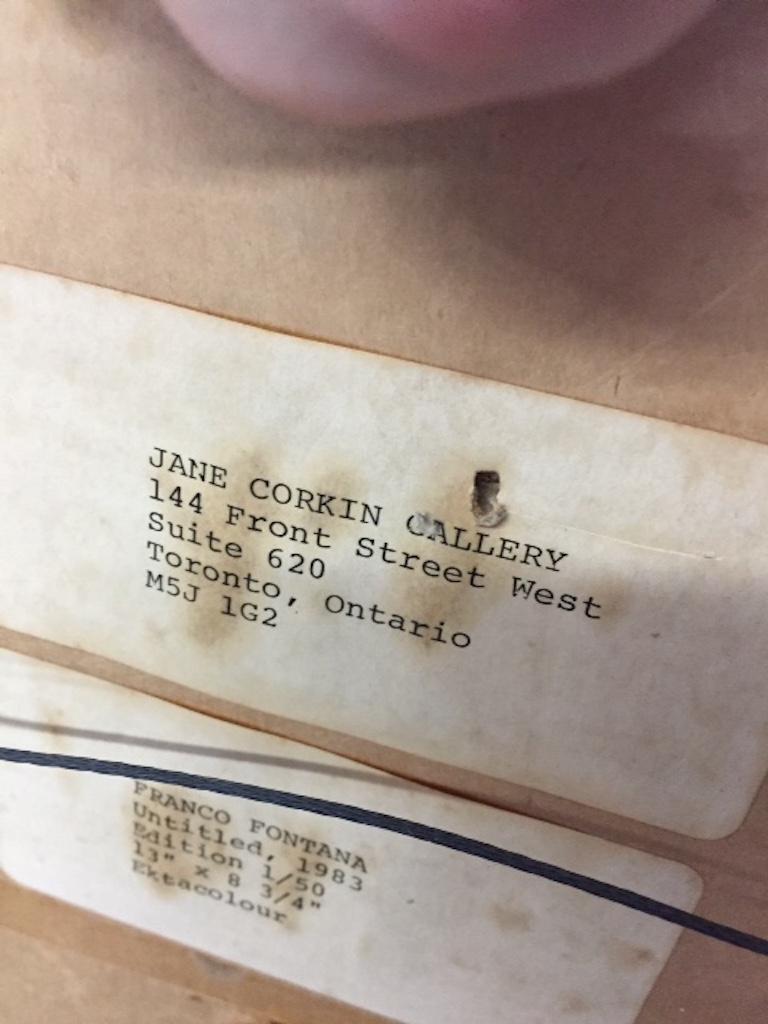 JANE CORKIN GALLERY
144 Front Street West
Suite 620
Toronto, Ontario
M5J 1G2
FRANCO FONTANA
Untitled, 1983
Edition 1/50
13" x 8 3/4"
Ektacolour